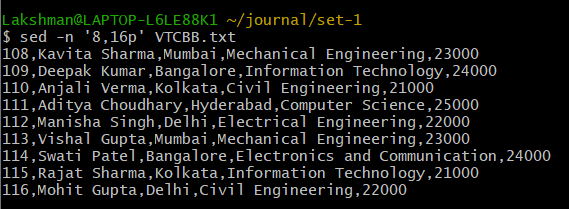 Lakshman@LAPTOP-L6LE88K1 ~/journal/set-1
$ sed -n '8,16p' VTCBB.txt
108,Kavita Sharma,Mumbai,Mechanical Engineering,23000
109,Deepak Kumar,Bangalore,Information Technology,24000
110,Anjali Verma,Kolkata,Civil Engineering,21000
111,Aditya Choudhary,Hyderabad,Computer Science,25000
112,Manisha Singh,Delhi,Electrical Engineering,22000
113,Vishal Gupta,Mumbai,Mechanical Engineering,23000
114,Swati Patel,Bangalore,Electronics and Communication,24000
115,Rajat Sharma,Kolkata,Information Technology,21000
116,Mohit Gupta,Delhi,Civil Engineering,22000